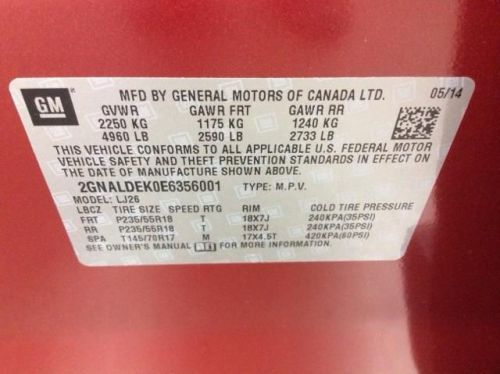 GM
MFD BY GENERAL MOTORS OF CANADA LTD. 05/14
GVWR GAWR FRT GAWR RR
2250 KG 1175 KG 1240 KG
4960 LB 2590 LB 2733 LB
THIS VEHICLE CONFORMS TO ALL APPLICABLE U.S. FEDERAL MOTOR
VEHICLE SAFETY AND THEFT PREVENTION STANDARDS IN EFFECT ON
THE DATE OF MANUFACTURE SHOWN ABOVE.
2GNALDEK0E6356001 TYPE: M.P.V.
MODEL: LJ26
LBCZ TIRE SIZE SPEED RTG RIM COLD TIRE PRESSURE
FRT P235/55R18 T 18X7J 240KPA(35PSI)
RR P235/55R18 T 18X7J 240KPA(35PSI)
SPA T145/70R17 M 17X4.5T 420KPA(60PSI)
SEE OWNER'S MANUAL FOR MORE INFORMATION.